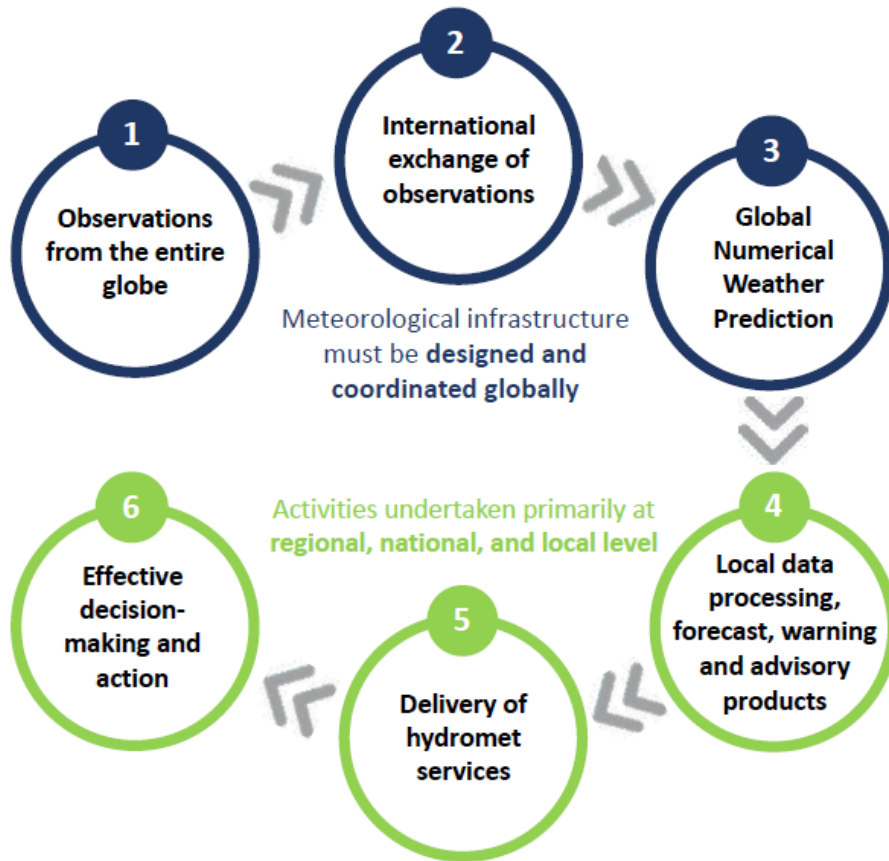 1
Observations
from the entire
globe
2
International
exchange of
observations
3
Global
Numerical
Weather
Prediction
Meteorological infrastructure
must be designed and
coordinated globally
4
Local data
processing,
forecast, warning
and advisory
products
5
Delivery of
hydromet
services
6
Effective
decision-
making and
action
Activities undertaken primarily at
regional, national, and local level